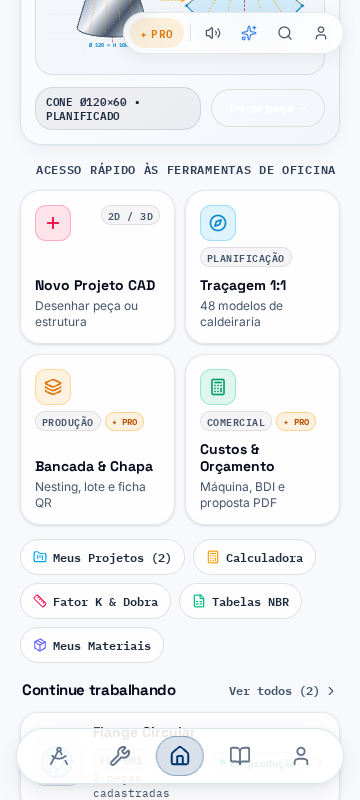 ✦ PRO
CONE Ø120×60 •
PLANIFICADO
Traçar peça →
ACESSO RÁPIDO ÀS FERRAMENTAS DE OFICINA
2D / 3D
Novo Projeto CAD
Desenhar peça ou
estrutura
PLANIFICAÇÃO
Traçagem 1:1
48 modelos de
caldeiraria
PRODUÇÃO ✦ PRO
Bancada & Chapa
Nesting, lote e ficha
QR
COMERCIAL ✦ PRO
Custos &
Orçamento
Máquina, BDI e
proposta PDF
Meus Projetos (2)
Calculadora
Fator K & Dobra
Tabelas NBR
Meus Materiais
Continue trabalhando
Ver todos (2)
Flange Circular
2 peças
cadastradas